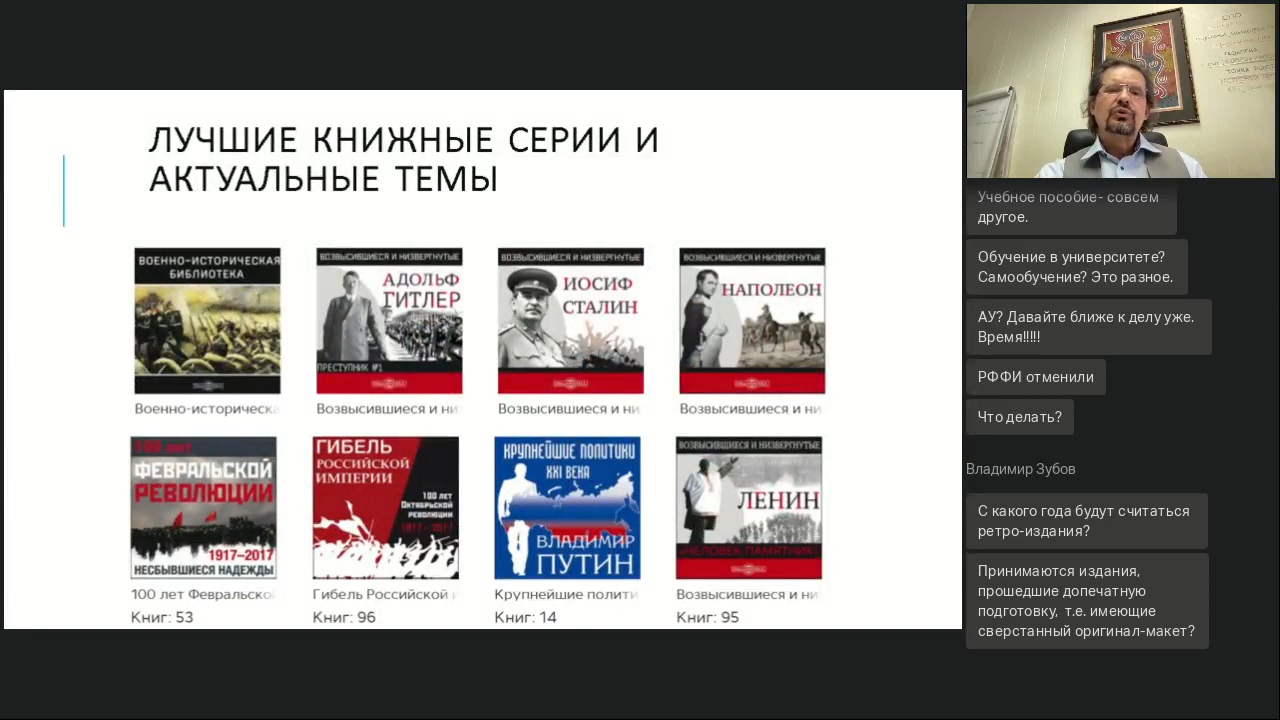 ЛУЧШИЕ КНИЖНЫЕ СЕРИИ И
АКТУАЛЬНЫЕ ТЕМЫ
ВОЕННО-ИСТОРИЧЕСКАЯ
БИБЛИОТЕКА
Военно-историческа
ВОЗВЫСИВШИЕСЯ И НИЗВЕРГНУТЫЕ
АДОЛЬФ
ГИТЛЕР
ПРЕСТУПНИК №1
Возвысившиеся и ни
ВОЗВЫСИВШИЕСЯ И НИЗВЕРГНУТЫЕ
ИОСИФ
СТАЛИН
Возвысившиеся и ни
ВОЗВЫСИВШИЕСЯ И НИЗВЕРГНУТЫЕ
НАПОЛЕОН
Возвысившиеся и ни
100 лет
ФЕВРАЛЬСКОЙ
РЕВОЛЮЦИИ
1917–2017
НЕСБЫВШИЕСЯ НАДЕЖДЫ
100 лет Февральско
Книг: 53
ГИБЕЛЬ
РОССИЙСКОЙ
ИМПЕРИИ
100 лет
Октябрьской
революции
1917-2017
Гибель Российской
Книг: 96
КРУПНЕЙШИЕ ПОЛИТИКИ
XXI ВЕКА
ВЛАДИМИР
ПУТИН
Крупнейшие полити
Книг: 14
ВОЗВЫСИВШИЕСЯ И НИЗВЕРГНУТЫЕ
ЛЕНИН
«ЧЕЛОВЕК-ПАМЯТНИК»
Возвысившиеся и ни
Книг: 95
Учебное пособие- совсем
другое.
Обучение в университете?
Самообучение? Это разное.
АУ? Давайте ближе к делу уже.
Время!!!!!
РФФИ отменили
Что делать?
Владимир Зубов
С какого года будут считаться
ретро-издания?
Принимаются издания,
прошедшие допечатную
подготовку, т.е. имеющие
сверстанный оригинал-макет?